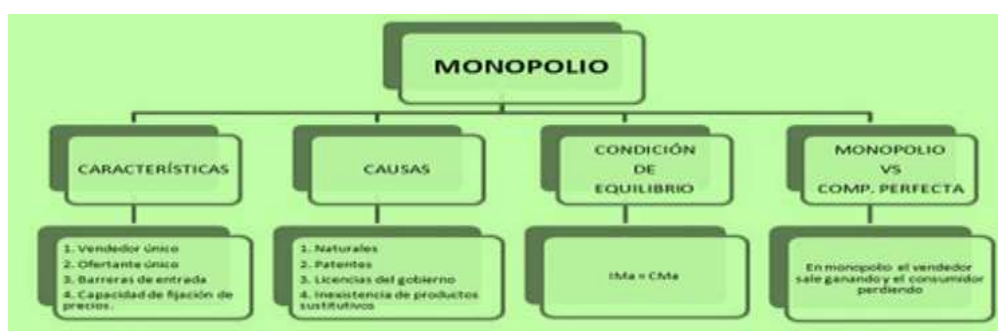 MONOPOLIO
CARACTERÍSTICAS
CAUSAS
CONDICIÓN
DE
EQUILIBRIO
MONOPOLIO
VS
COMP. PERFECTA
1. Vendedor único
2. Ofertante único
3. Barreras de entrada
4. Capacidad de fijación de
precios.
1. Naturales
2. Patentes
3. Licencias del gobierno
4. Inexistencia de productos
sustitutivos
IMa = CMa
En monopolio el vendedor
sale ganando y el consumidor
perdiendo